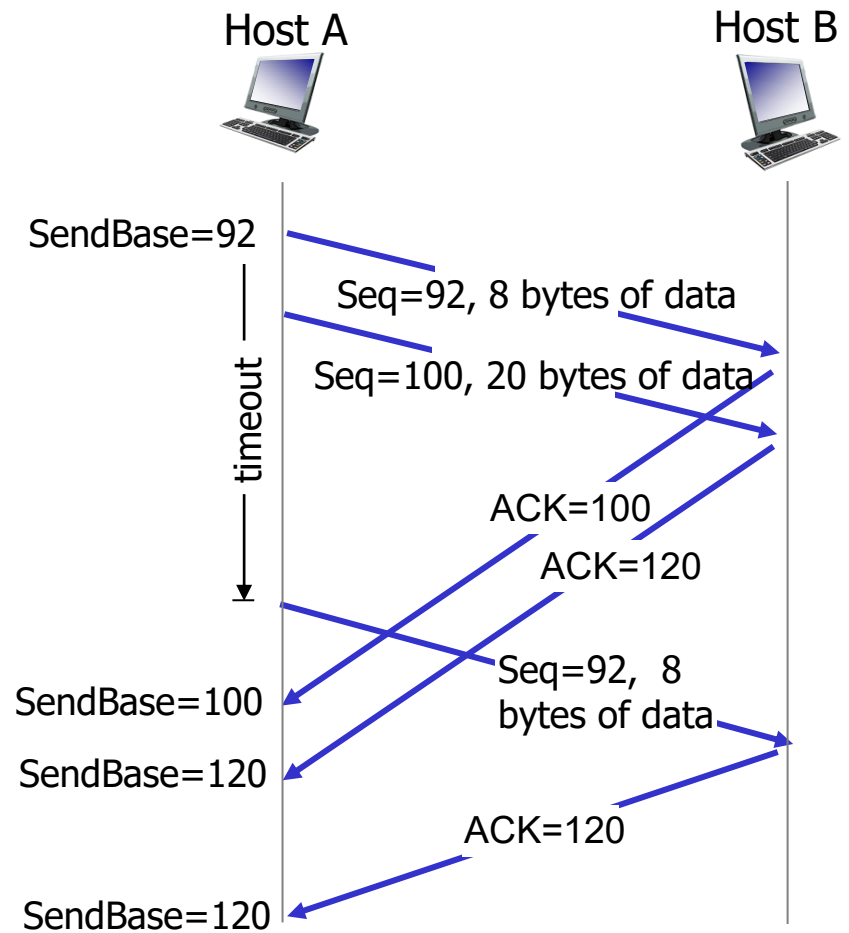 Host A
Host B
SendBase=92
Seq=92, 8 bytes of data
Seq=100, 20 bytes of data
timeout
ACK=100
ACK=120
Seq=92, 8
bytes of data
SendBase=100
SendBase=120
ACK=120
SendBase=120